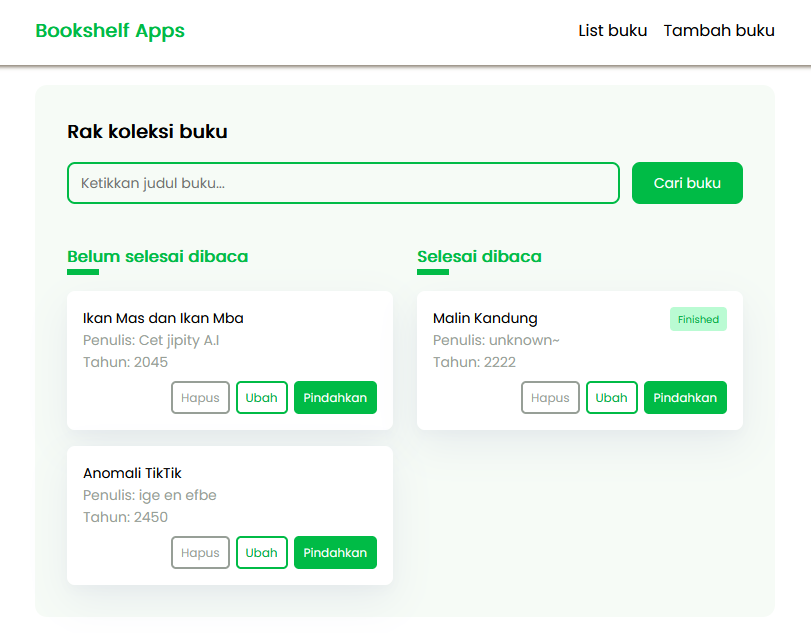 Bookshelf Apps
List buku Tambah buku
Rak koleksi buku
Ketikkan judul buku...
Cari buku
Belum selesai dibaca
Ikan Mas dan Ikan Mba
Penulis: Cet jipity A.I
Tahun: 2045
Hapus Ubah Pindahkan
Anomali TikTik
Penulis: ige en efbe
Tahun: 2450
Hapus Ubah Pindahkan
Selesai dibaca
Malin Kandung
Finished
Penulis: unknown~
Tahun: 2222
Hapus Ubah Pindahkan